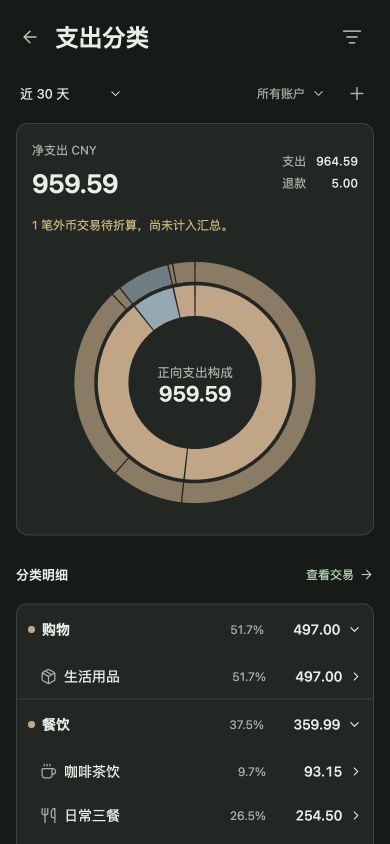 支出分类
近 30 天
所有账户
净支出 CNY
959.59
支出 964.59
退款 5.00
1 笔外币交易待折算，尚未计入汇总。
正向支出构成
959.59
分类明细
查看交易
购物 51.7% 497.00
生活用品 51.7% 497.00
餐饮 37.5% 359.99
咖啡茶饮 9.7% 93.15
日常三餐 26.5% 254.50